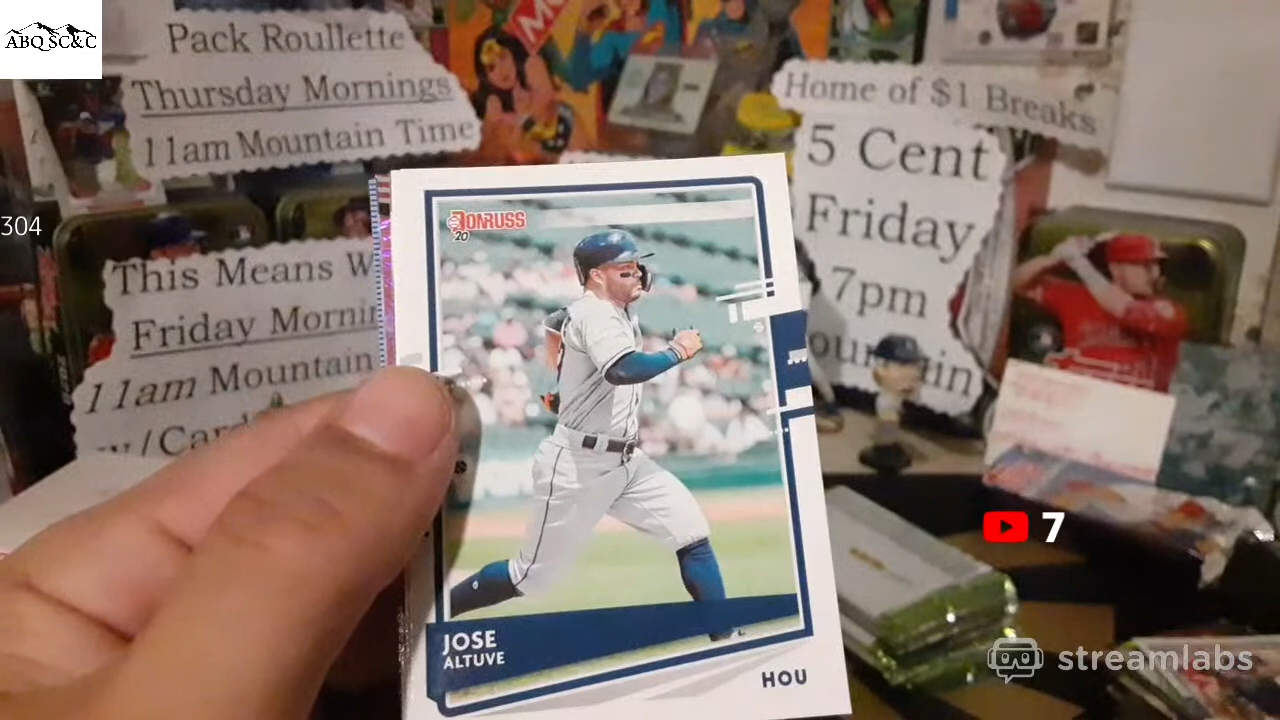 ABQ SC&C
Pack Roullette
Thursday Mornings
11am Mountain Time
304
This Means W
Friday Mornin
11am Mountain
w/Card
Home of $1 Breaks
5 Cent
Friday
7pm
DONRUSS
20
JOSE
ALTUVE
HOU
7
streamlabs